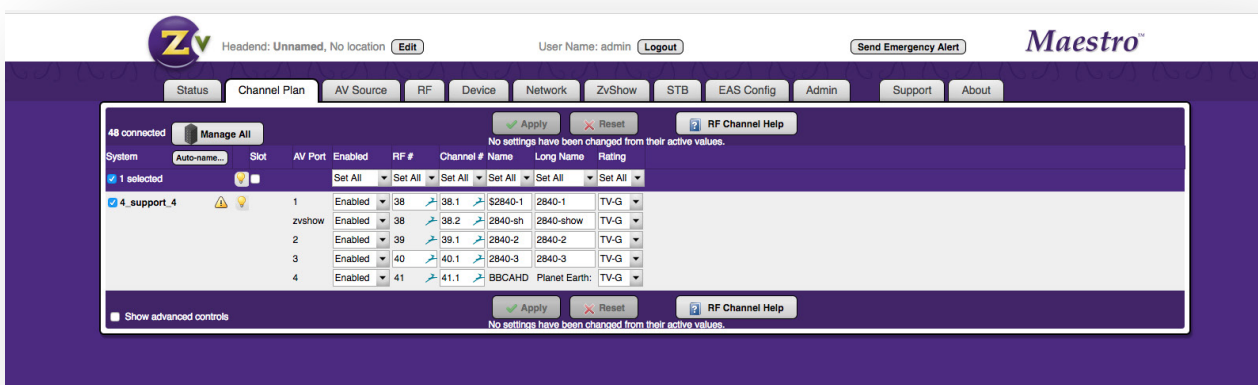 Zv Headend: Unnamed, No location Edit User Name: admin Logout Send Emergency Alert Maestro™
Status Channel Plan AV Source RF Device Network ZvShow STB EAS Config Admin Support About
48 connected Manage All Apply Reset RF Channel Help
No settings have been changed from their active values.
System Auto-name... Slot AV Port Enabled RF # Channel # Name Long Name Rating
1 selected Set All Set All Set All Set All Set All Set All
4_support_4 1 Enabled 38 38.1 $2840-1 2840-1 TV-G
zvshow Enabled 38 38.2 2840-sh 2840-show TV-G
2 Enabled 39 39.1 2840-2 2840-2 TV-G
3 Enabled 40 40.1 2840-3 2840-3 TV-G
4 Enabled 41 41.1 BBCAHD Planet Earth: TV-G
Show advanced controls Apply Reset RF Channel Help
No settings have been changed from their active values.